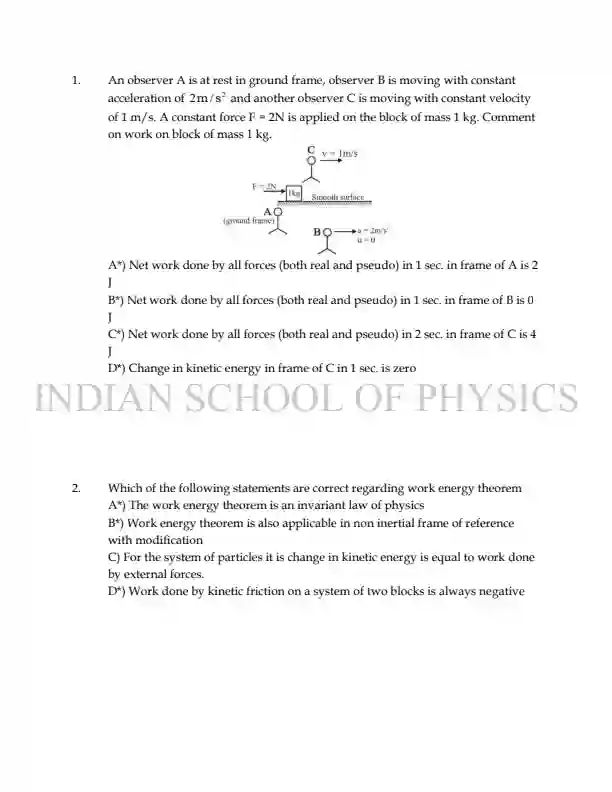 1. An observer A is at rest in ground frame, observer B is moving with constant
acceleration of 2m/s² and another observer C is moving with constant velocity
of 1 m/s. A constant force F = 2N is applied on the block of mass 1 kg. Comment
on work on block of mass 1 kg.
C v = 1m/s
F = 2N
1kg Smooth surface
A
(ground frame)
B a = 2m/s²
u = 0
A*) Net work done by all forces (both real and pseudo) in 1 sec. in frame of A is 2
J
B*) Net work done by all forces (both real and pseudo) in 1 sec. in frame of B is 0
J
C*) Net work done by all forces (both real and pseudo) in 2 sec. in frame of C is 4
J
D*) Change in kinetic energy in frame of C in 1 sec. is zero
INDIAN SCHOOL OF PHYSICS
2. Which of the following statements are correct regarding work energy theorem
A*) The work energy theorem is an invariant law of physics
B*) Work energy theorem is also applicable in non inertial frame of reference
with modification
C) For the system of particles it is change in kinetic energy is equal to work done
by external forces.
D*) Work done by kinetic friction on a system of two blocks is always negative